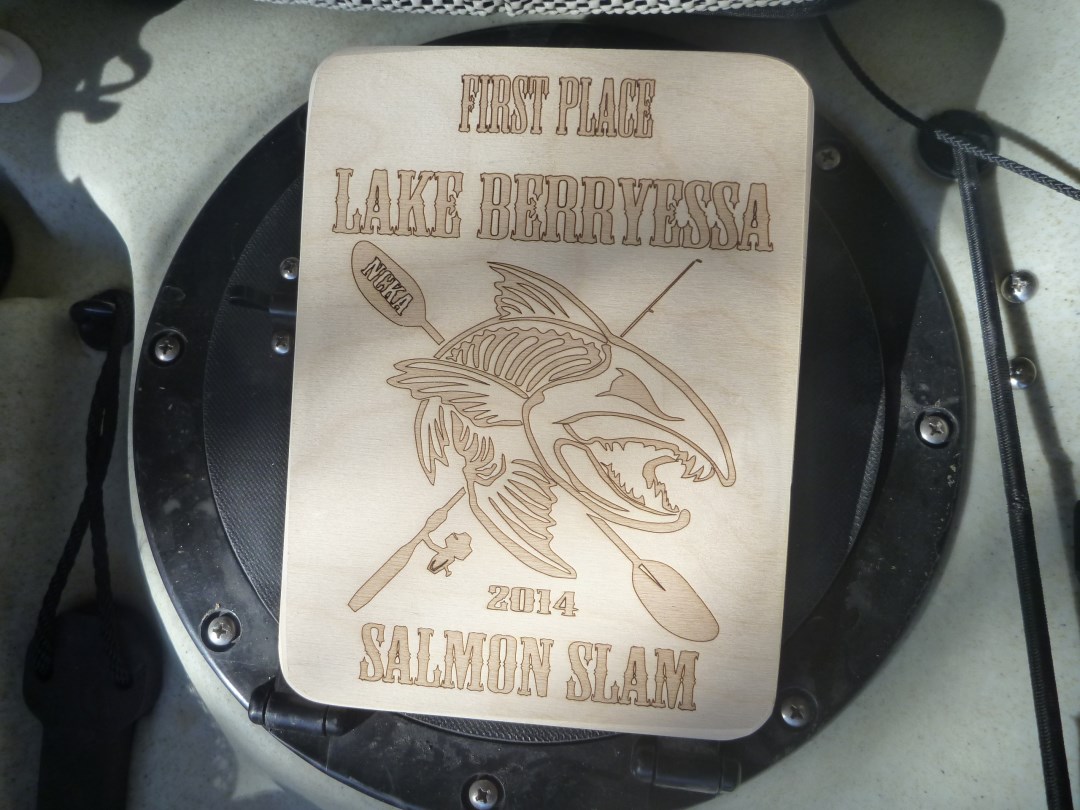 FIRST PLACE
LAKE BERRYESSA
NCKA
2014
SALMON SLAM